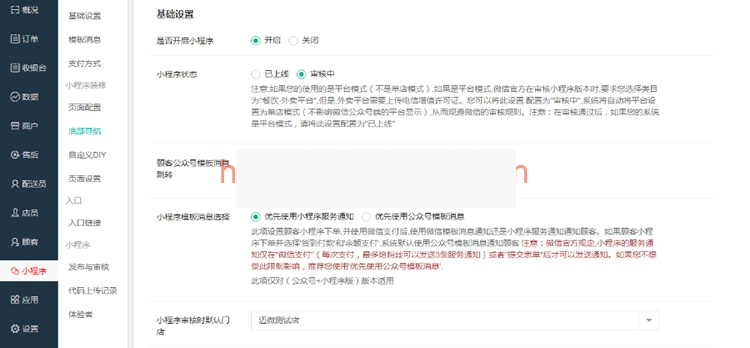 概况
订单
收银台
数据
商户
售后
配送员
店员
顾客
小程序
应用
设置
基础设置
模板消息
支付方式
小程序装修
页面配置
底部导航
自定义DIY
页面设置
入口
入口链接
小程序
发布与审核
代码上传记录
体验者
基础设置
是否开启小程序 开启 关闭
小程序状态 已上线 审核中
注意:如果您的使用的是平台模式（不是单店模式）,如果是平台模式,微信官方在审核小程序版本时,要求您选择类目
为"餐饮-外卖平台",但是,外卖平台需要上传电信增值许可证。您可以将此设置 配置为"审核中",系统将自动将平台设
置为单店模式（不影响微信公众号端的平台显示）,从而规避微信的审核规则。注意：在审核通过后，如果您的系统
是平台模式，请将此设置配置为"已上线"
顾客公众号模板消息
跳转
h
m
小程序模板消息选择 优先使用小程序服务通知 优先使用公众号模板消息
此项设置顾客小程序下单,并使用微信支付后,使用微信模板消息通知还是小程序服务通知通知顾客。如果顾客小程
序下单并选择'货到付款'和'余额支付',系统默认使用公众号模板消息通知顾客 注意：微信官方规定,小程序的服务通
知仅在"微信支付"（每次支付，最多给粉丝可以发送3条服务通知）或者"提交表单"后才可以发送通知。如果您不想
受此限制影响，推荐您使用'优先使用公众号模板消息'.
此项仅对（公众号+小程序版）版本适用
小程序审核时默认门
店
迈微测试店